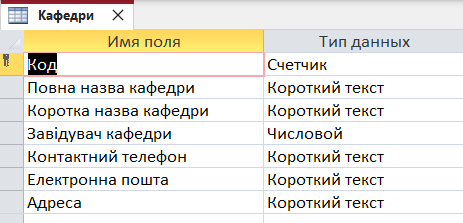 Кафедри
Имя поля Тип данных
Код Счетчик
Повна назва кафедри Короткий текст
Коротка назва кафедри Короткий текст
Завідувач кафедри Числовой
Контактний телефон Короткий текст
Електронна пошта Короткий текст
Адреса Короткий текст